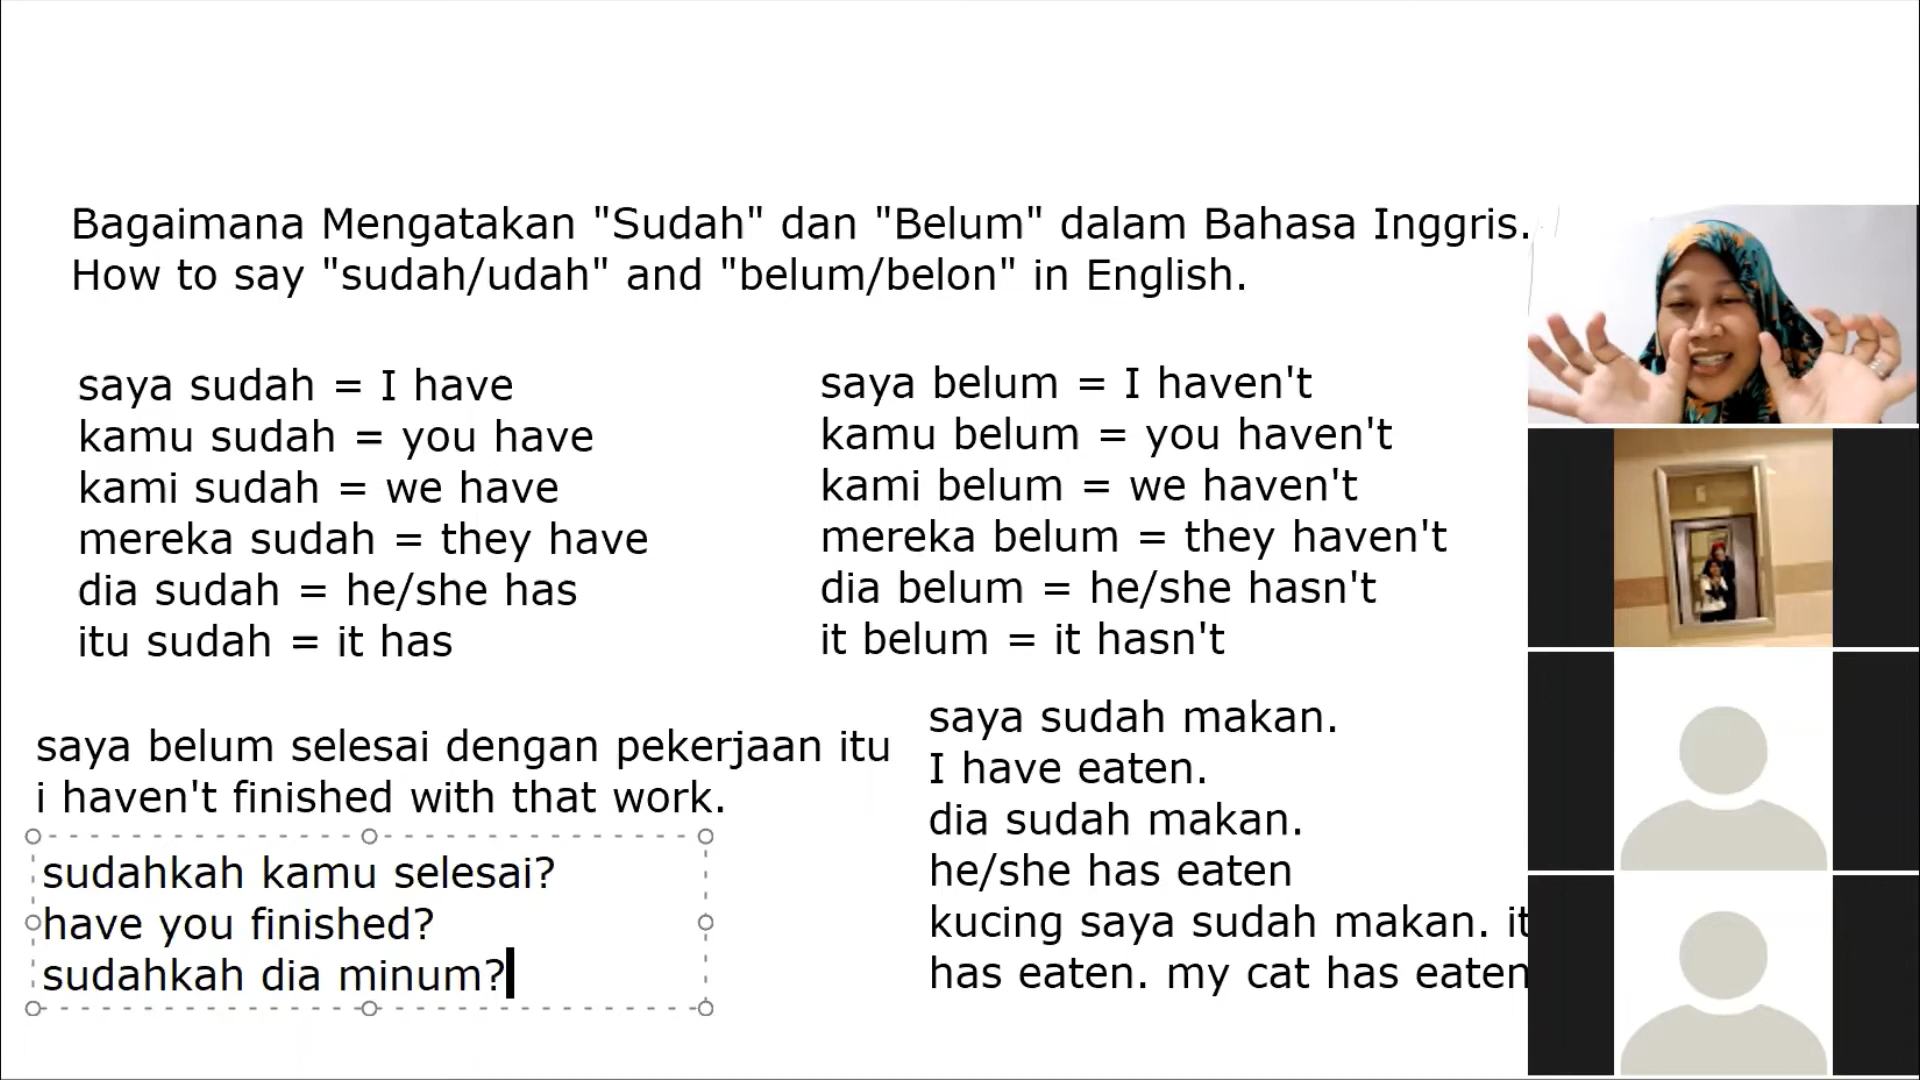 Bagaimana Mengatakan "Sudah" dan "Belum" dalam Bahasa Inggris.
How to say "sudah/udah" and "belum/belon" in English.
saya sudah = I have
kamu sudah = you have
kami sudah = we have
mereka sudah = they have
dia sudah = he/she has
itu sudah = it has
saya belum = I haven't
kamu belum = you haven't
kami belum = we haven't
mereka belum = they haven't
dia belum = he/she hasn't
it belum = it hasn't
saya belum selesai dengan pekerjaan itu
i haven't finished with that work.
sudahkah kamu selesai?
have you finished?
sudahkah dia minum?
saya sudah makan.
I have eaten.
dia sudah makan.
he/she has eaten
kucing saya sudah makan. it
has eaten. my cat has eaten